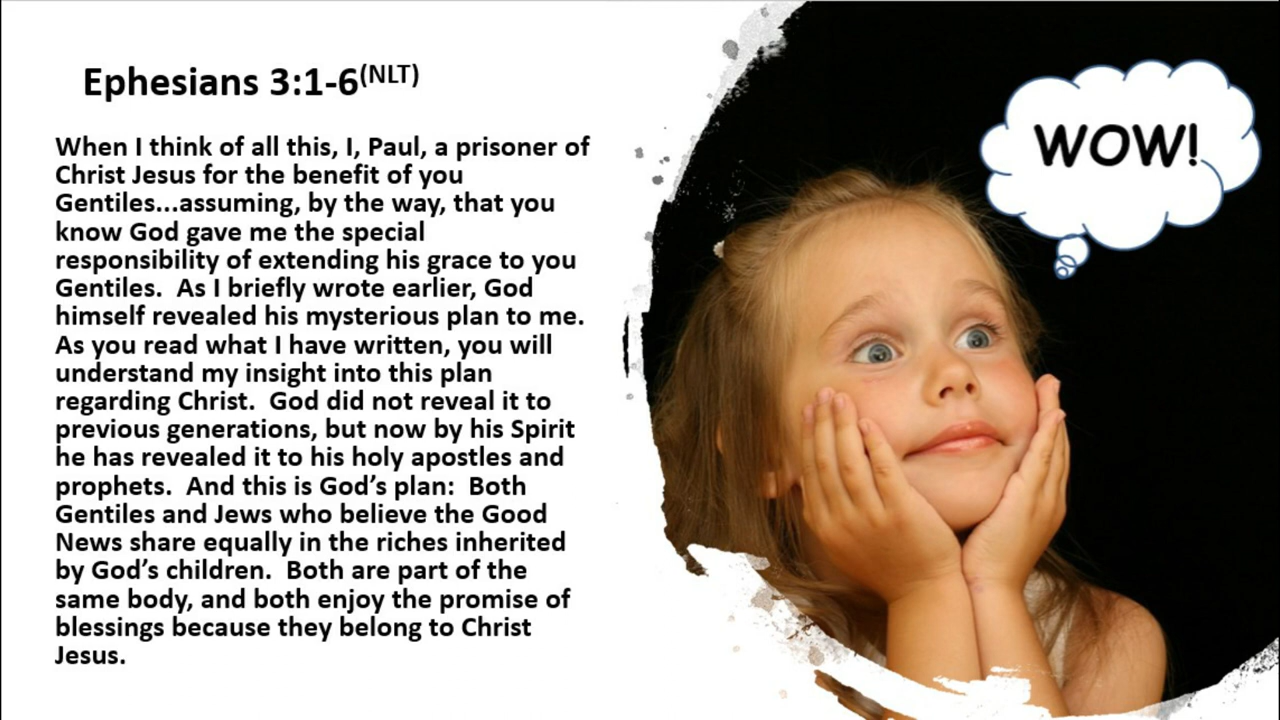 Ephesians 3:1-6(NLT)
When I think of all this, I, Paul, a prisoner of
Christ Jesus for the benefit of you
Gentiles...assuming, by the way, that you
know God gave me the special
responsibility of extending his grace to you
Gentiles.  As I briefly wrote earlier, God
himself revealed his mysterious plan to me.
As you read what I have written, you will
understand my insight into this plan
regarding Christ.  God did not reveal it to
previous generations, but now by his Spirit
he has revealed it to his holy apostles and
prophets.  And this is God’s plan:  Both
Gentiles and Jews who believe the Good
News share equally in the riches inherited
by God’s children.  Both are part of the
same body, and both enjoy the promise of
blessings because they belong to Christ
Jesus.
WOW!